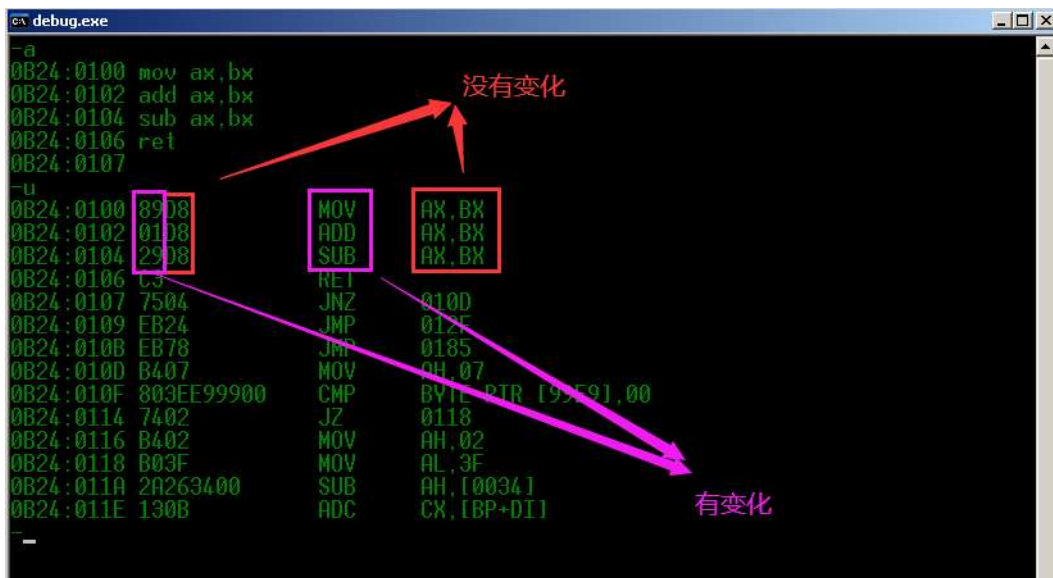 debug.exe
-a
0B24:0100 mov ax,bx
0B24:0102 add ax,bx
没有变化
0B24:0104 sub ax,bx
0B24:0106 ret
0B24:0107
-u
0B24:0100 89D8 MOV AX,BX
0B24:0102 01D8 ADD AX,BX
0B24:0104 29D8 SUB AX,BX
0B24:0106 C3 RET
0B24:0107 7504 JNZ 010D
0B24:0109 EB24 JMP 012F
0B24:010B EB78 JMP 0185
0B24:010D B407 MOV AH,07
0B24:010F 803EE99900 CMP BYTE PTR [99E9],00
0B24:0114 7402 JZ 0118
0B24:0116 B402 MOV AH,02
0B24:0118 B03F MOV AL,3F
0B24:011A 2A263400 SUB AH,[0034]
0B24:011E 130B ADC CX,[BP+DI]
有变化
-